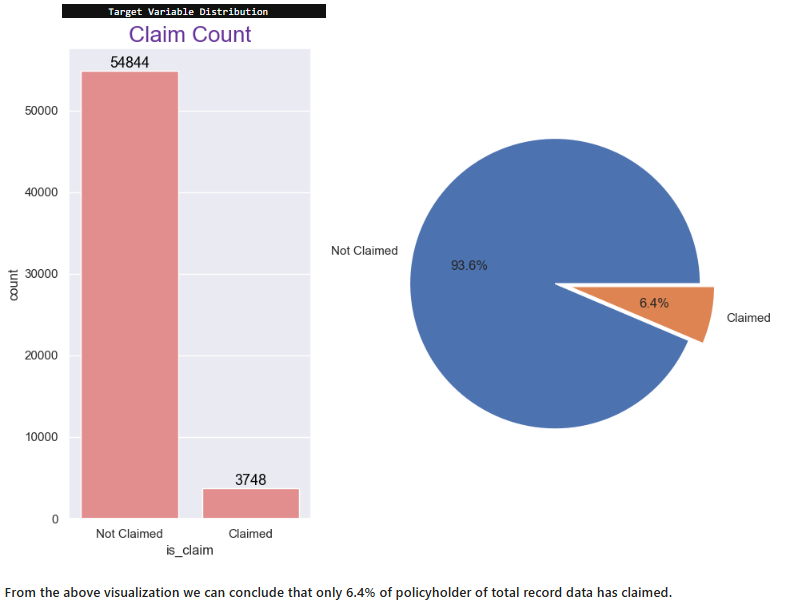 Target Variable Distribution
Claim Count
54844
50000
40000
30000
20000
10000
0
count
3748
Not Claimed
Claimed
is_claim
Not Claimed
93.6%
6.4%
Claimed
From the above visualization we can conclude that only 6.4% of policyholder of total record data has claimed.